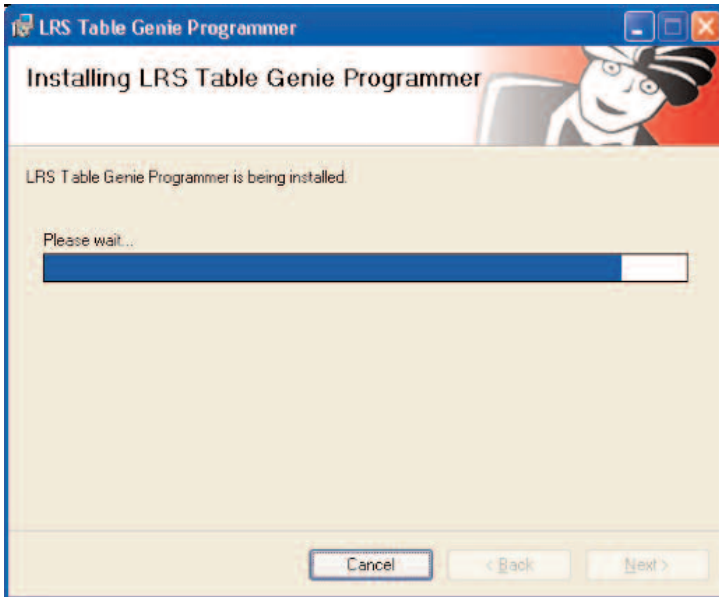 LRS Table Genie Programmer
Installing LRS Table Genie Programmer
LRS Table Genie Programmer is being installed.
Please wait...
Cancel
< Back
Next >